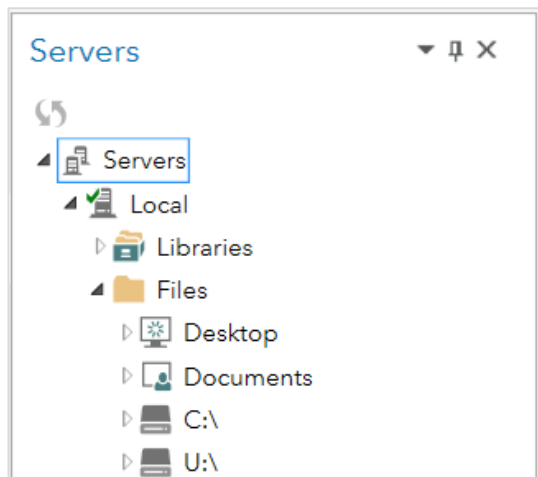 Servers
Servers
Local
Libraries
Files
Desktop
Documents
C:\
U:\